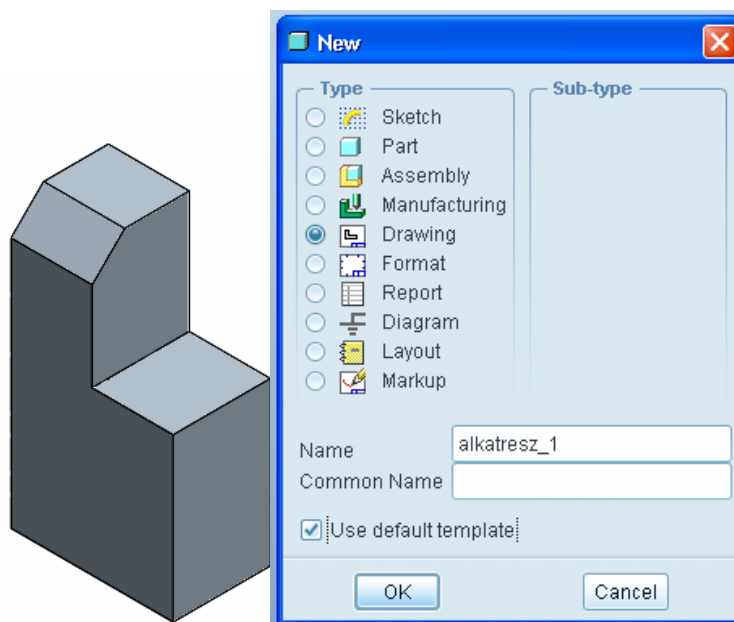 New
Type
Sub-type
Sketch
Part
Assembly
Manufacturing
Drawing
Format
Report
Diagram
Layout
Markup
Name
alkatresz_1
Common Name
Use default template
OK
Cancel